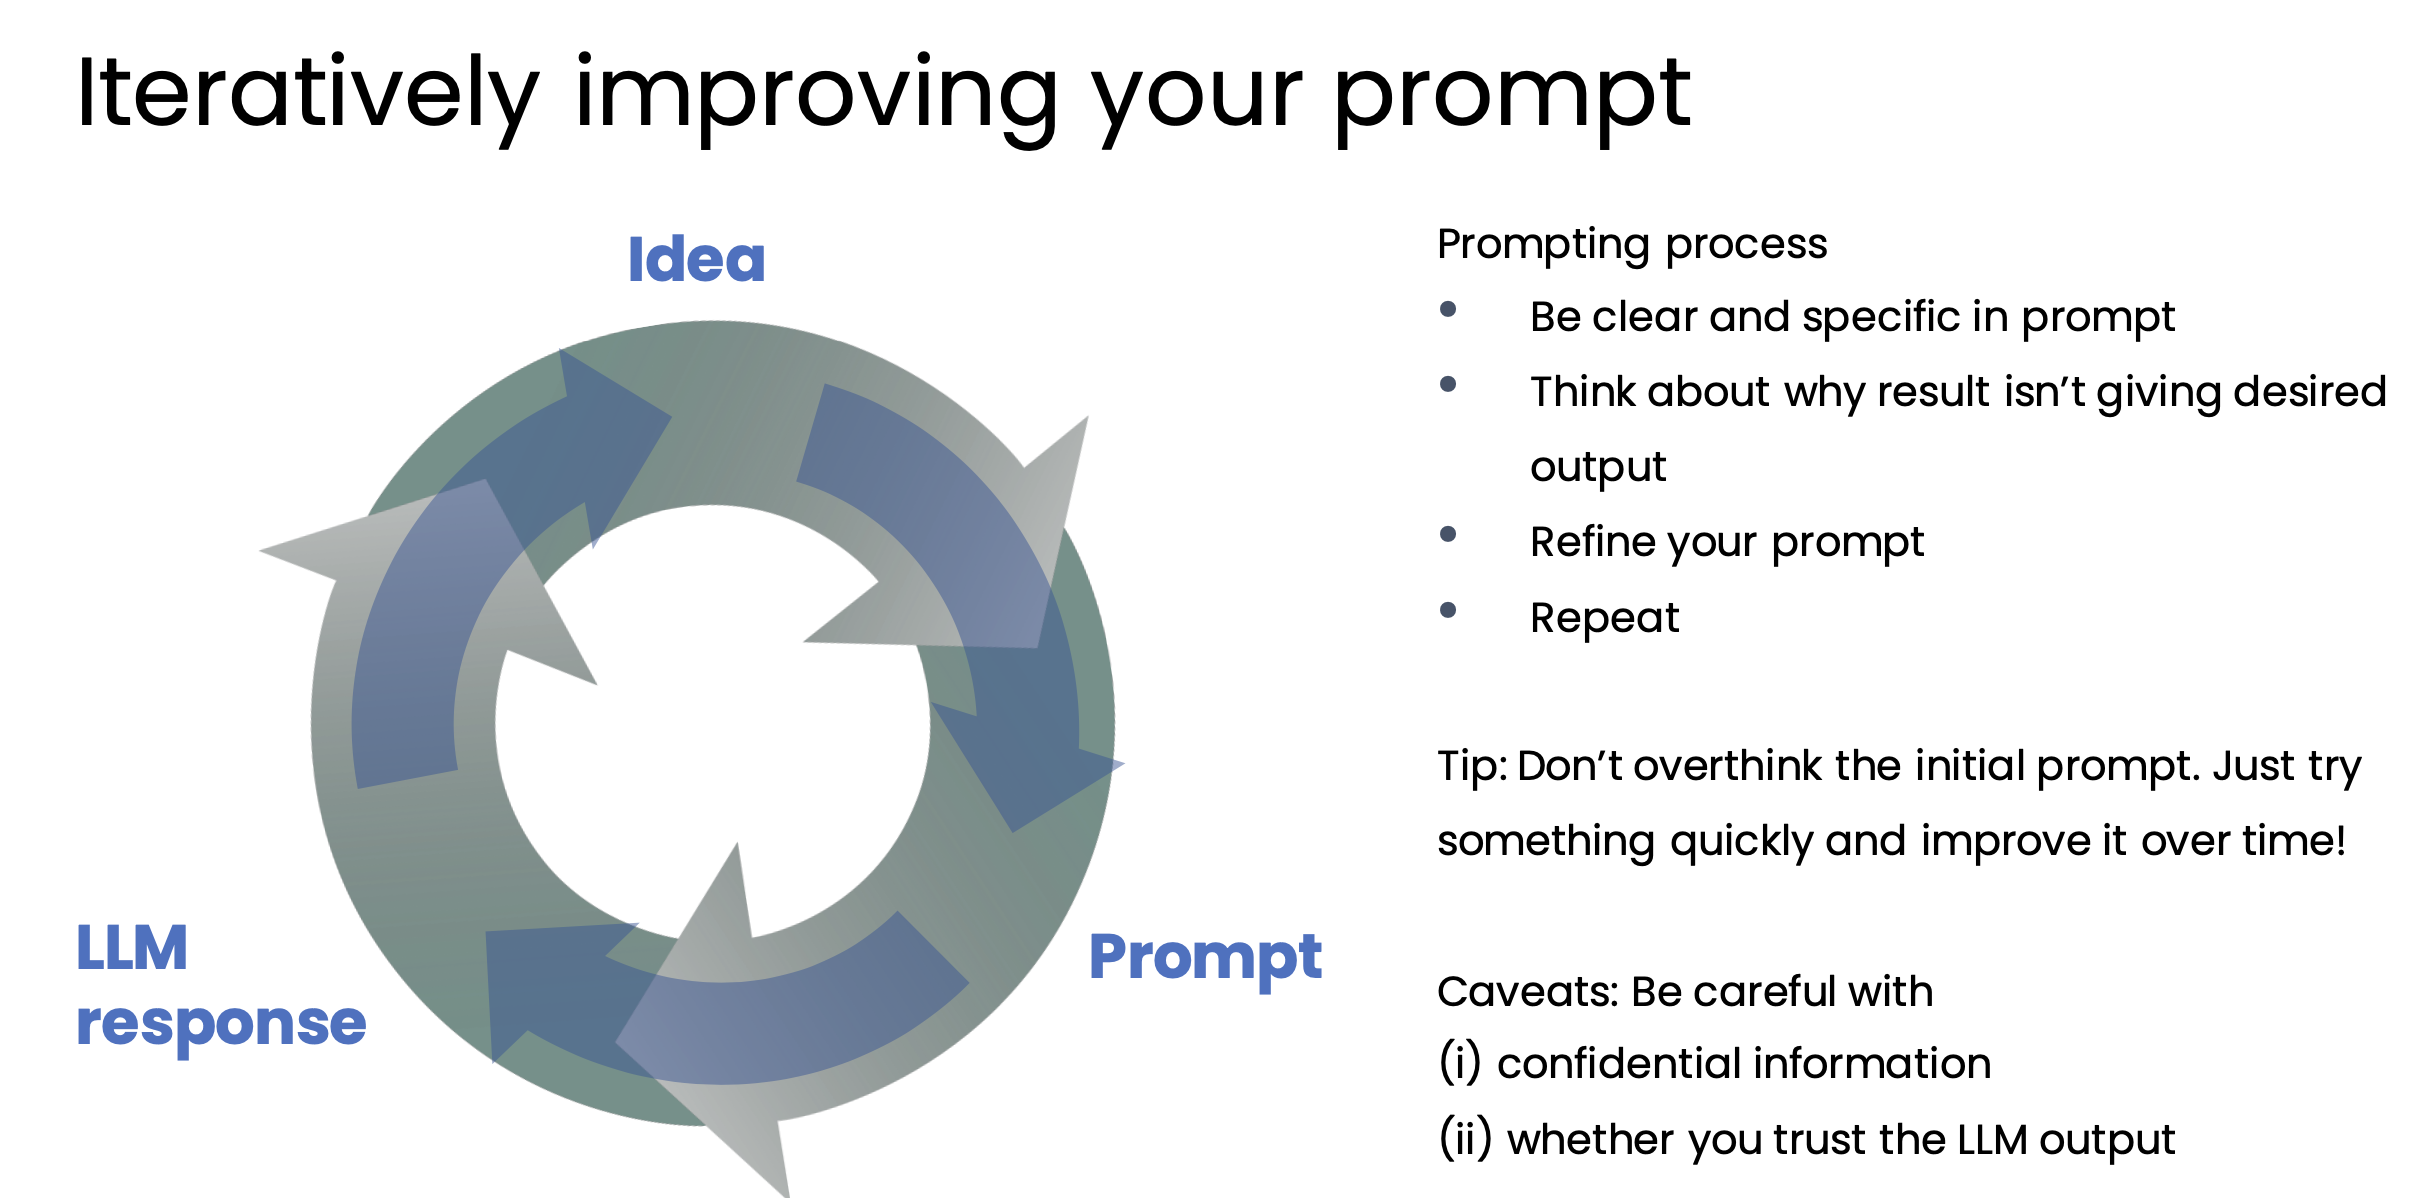 Iteratively improving your prompt
Idea
LLM
response
Prompt
Prompting process
• Be clear and specific in prompt
• Think about why result isn’t giving desired
output
• Refine your prompt
• Repeat
Tip: Don’t overthink the initial prompt. Just try
something quickly and improve it over time!
Caveats: Be careful with
(i) confidential information
(ii) whether you trust the LLM output